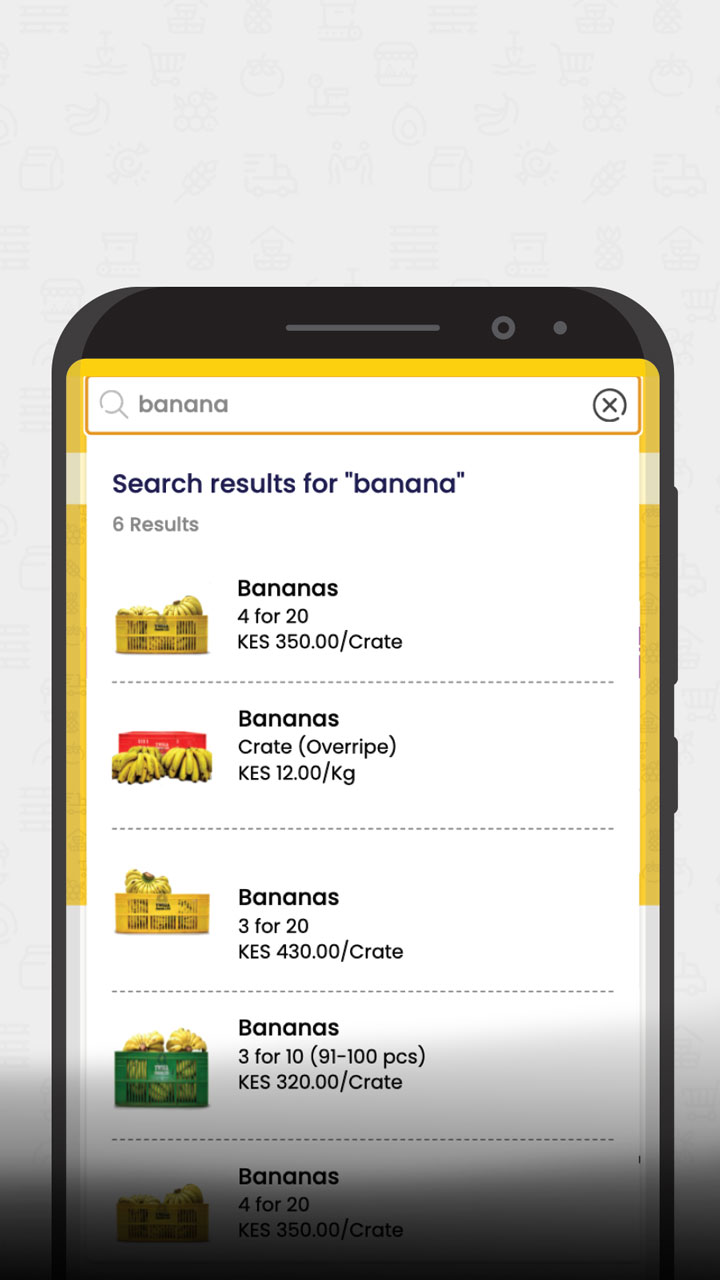 banana
Search results for "banana"
6 Results
Bananas
4 for 20
KES 350.00/Crate
Bananas
Crate (Overripe)
KES 12.00/Kg
Bananas
3 for 20
KES 430.00/Crate
Bananas
3 for 10 (91-100 pcs)
KES 320.00/Crate
Bananas
4 for 20
KES 350.00/Crate